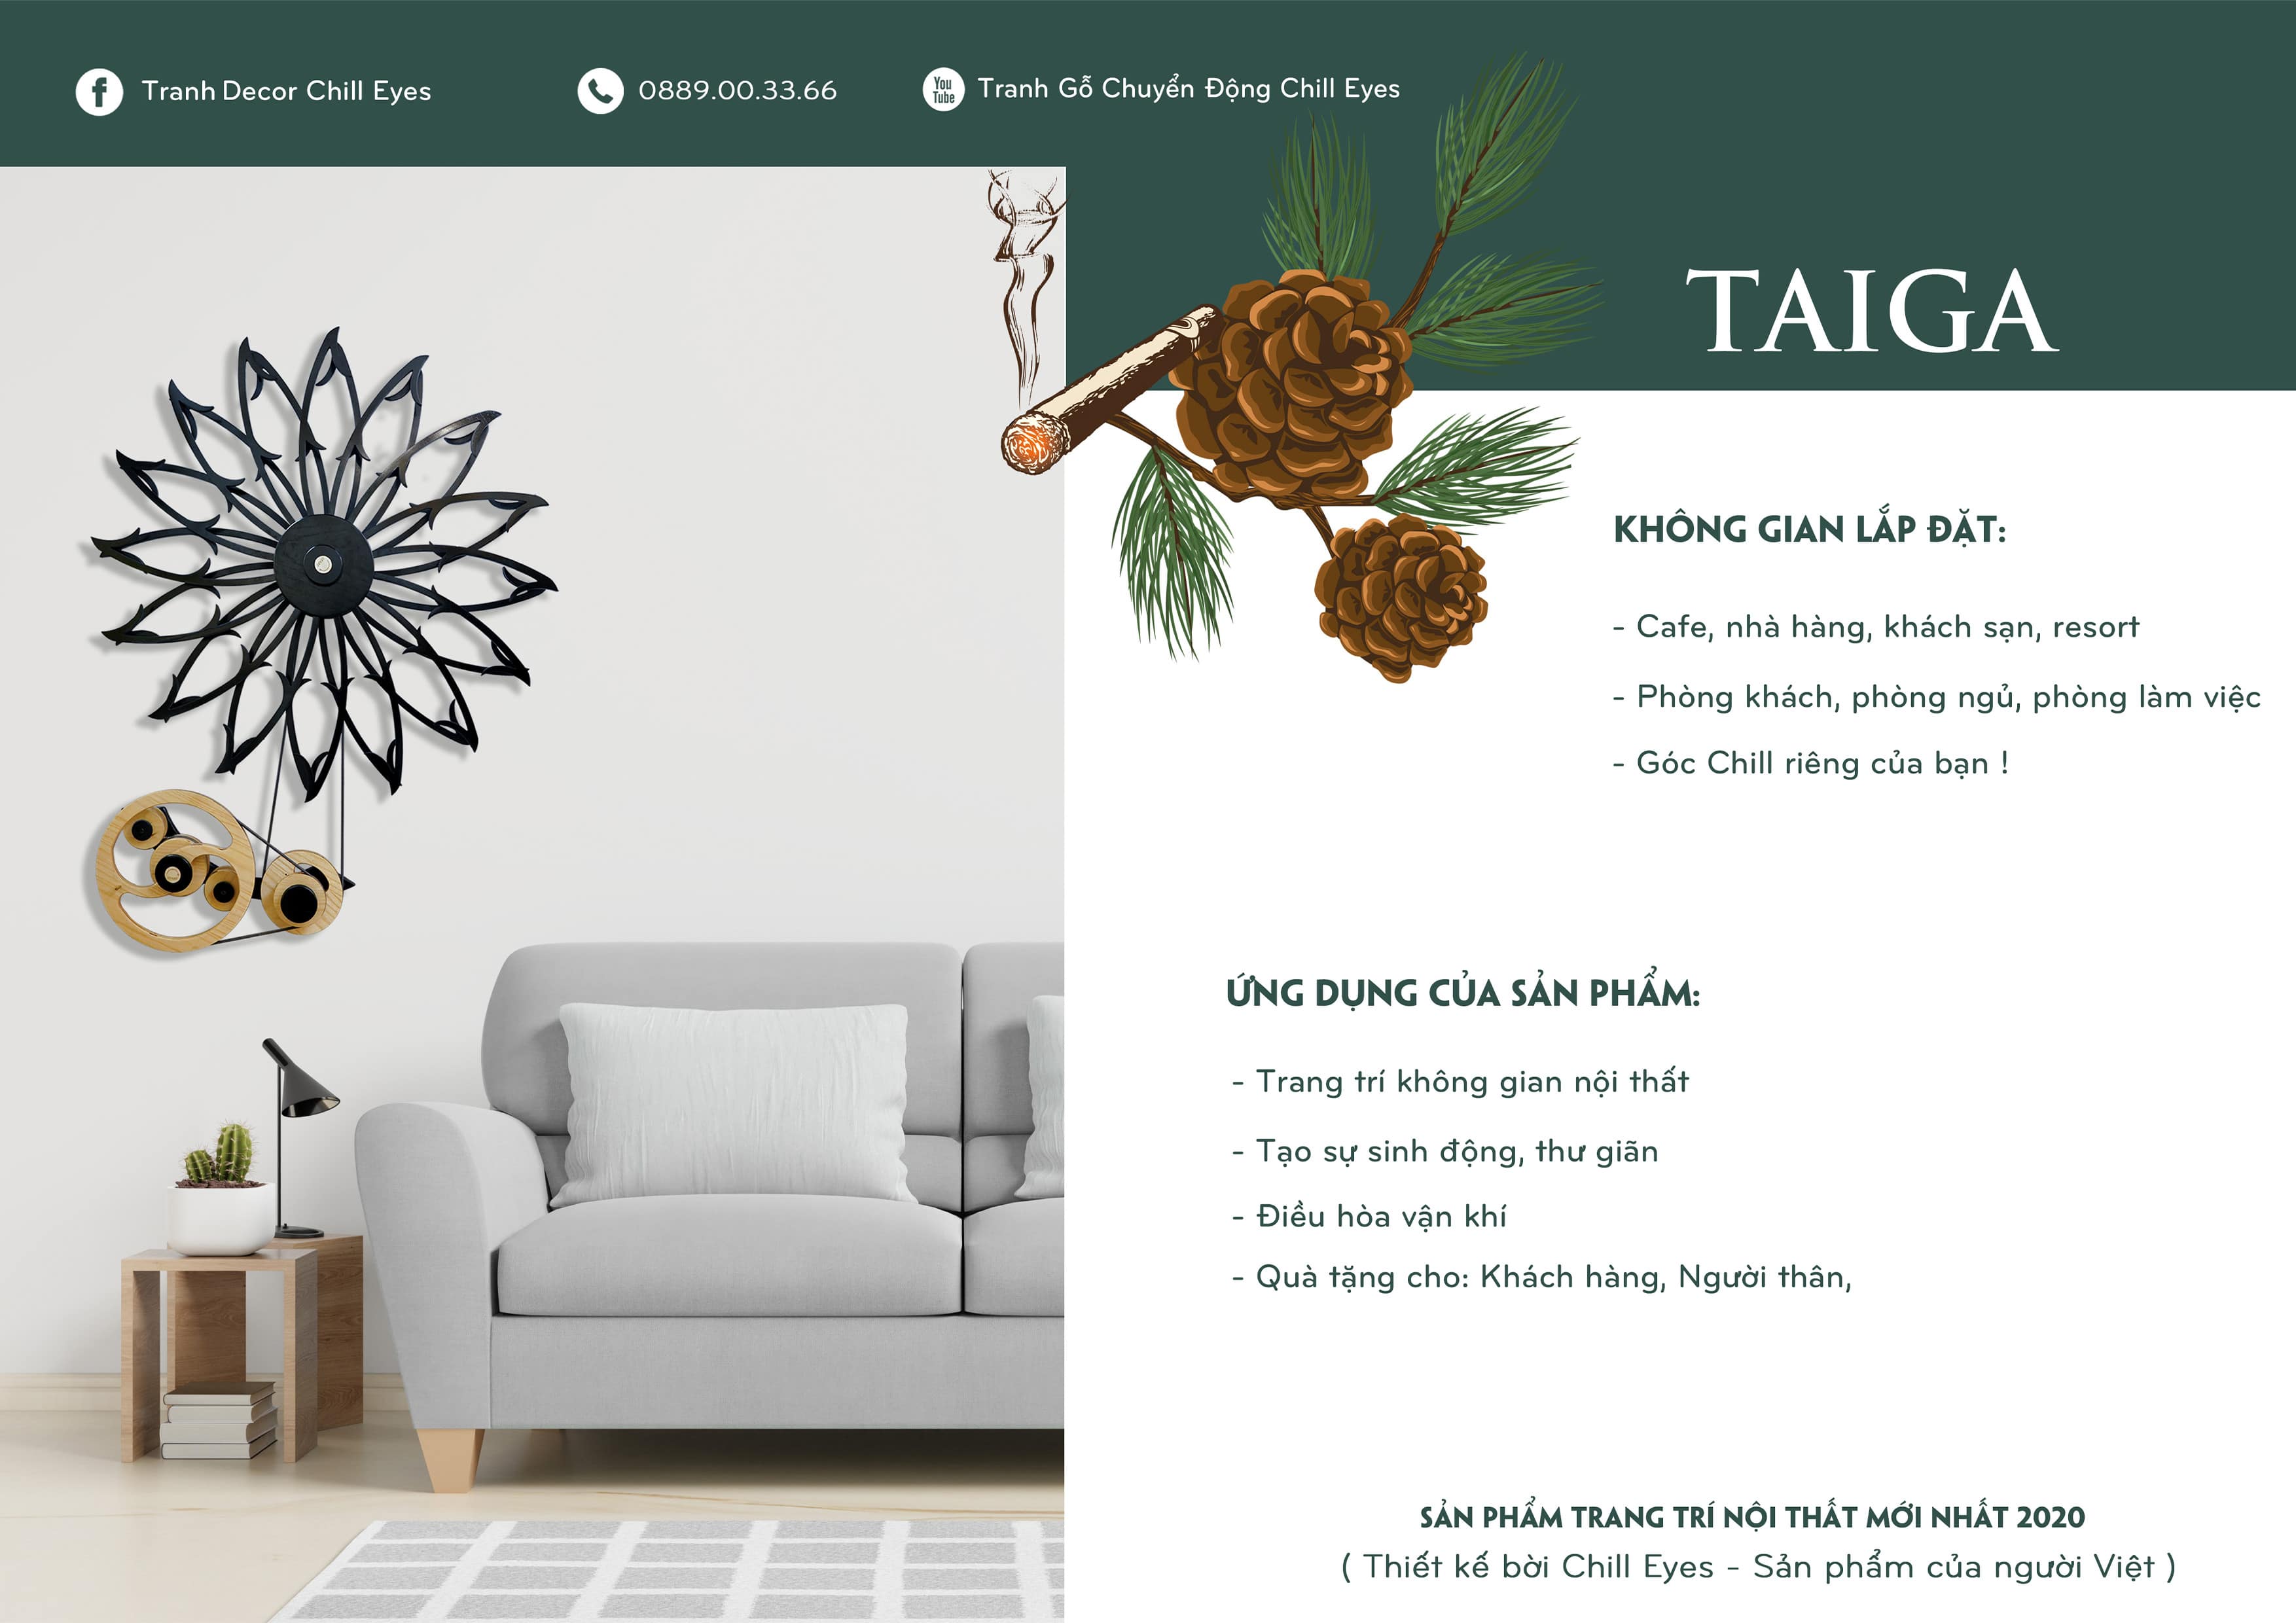 Tranh Decor Chill Eyes
0889.00.33.66
You
Tube
Tranh Gỗ Chuyển Động Chill Eyes
TAIGA
KHÔNG GIAN LẮP ĐẶT:
- Cafe, nhà hàng, khách sạn, resort
- Phòng khách, phòng ngủ, phòng làm việc
- Góc Chill riêng của bạn !
ỨNG DỤNG CỦA SẢN PHẨM:
- Trang trí không gian nội thất
- Tạo sự sinh động, thư giãn
- Điều hòa vận khí
- Quà tặng cho: Khách hàng, Người thân,
SẢN PHẨM TRANG TRÍ NỘI THẤT MỚI NHẤT 2020
( Thiết kế bời Chill Eyes - Sản phẩm của người Việt )